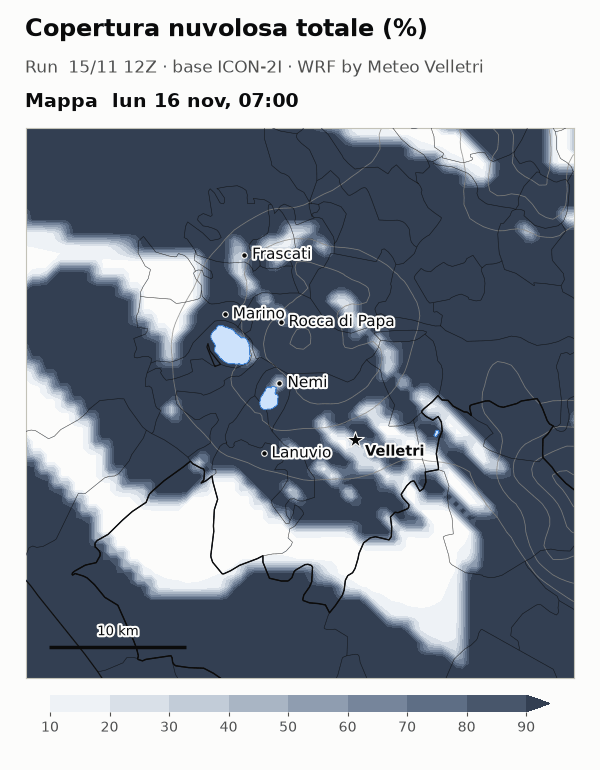 Copertura nuvolosa totale (%)
Run  15/11 12Z · base ICON-2I · WRF by Meteo Velletri
Mappa  lun 16 nov, 07:00
Frascati
Marino
Rocca di Papa
Nemi
Velletri
Lanuvio
10 km
10 20 30 40 50 60 70 80 90